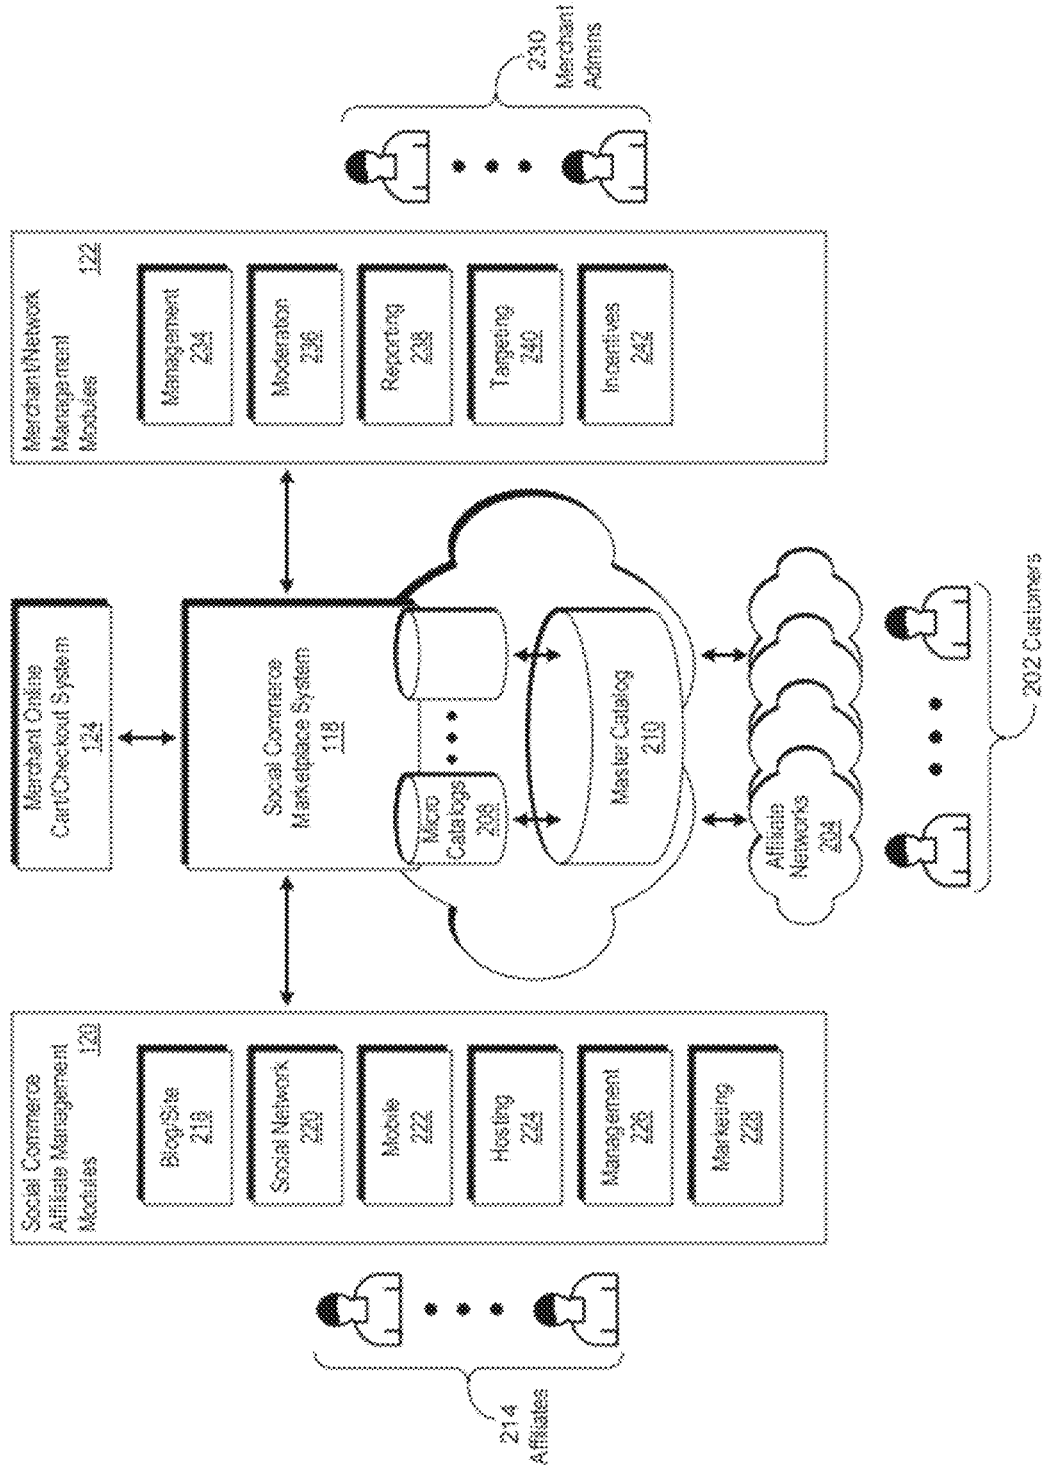 Social Commerce
Affiliate Management
Modules
120
Blog/Site
218
Social Network
220
Mobile
222
Hosting
224
Management
226
Marketing
228
214
Affiliates
Merchant Online
Cart/Checkout System
124
Social Commerce
Marketplace System
118
Micro
Catalogs
208
Master Catalog
210
Affiliate
Networks
204
202 Customers
Merchant/Network
Management
Modules
122
Management
234
Moderation
236
Reporting
238
Targeting
240
Incentives
242
230
Merchant
Admins